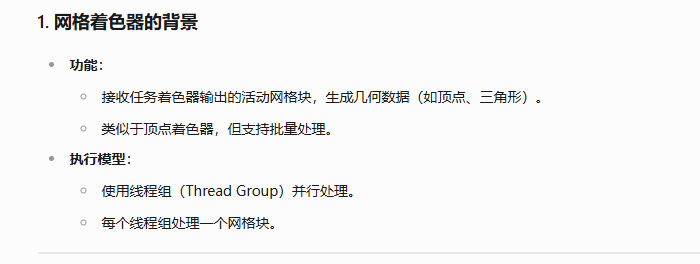 1. 网格着色器的背景
功能：
接收任务着色器输出的活动网格块，生成几何数据（如顶点、三角形）。
类似于顶点着色器，但支持批量处理。
执行模型：
使用线程组（Thread Group）并行处理。
每个线程组处理一个网格块。